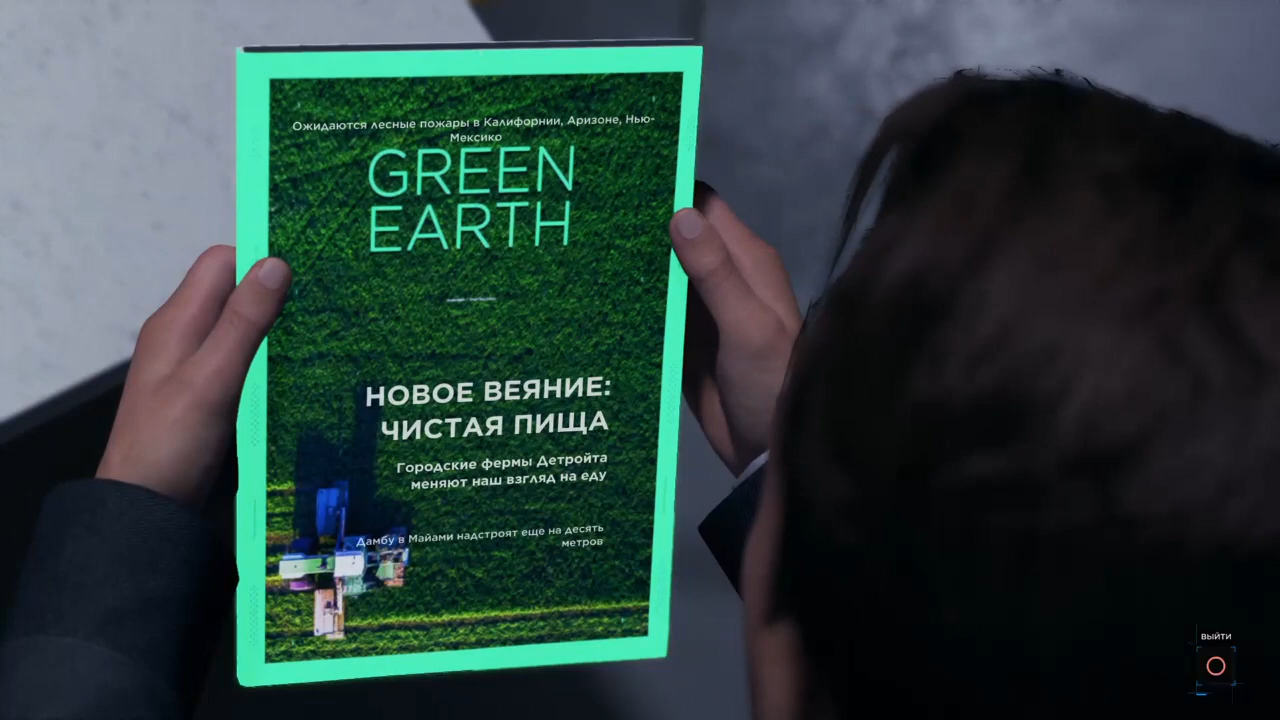 Ожидаются лесные пожары в Калифорнии, Аризоне, Нью-
Мексико
GREEN
EARTH
НОВОЕ ВЕЯНИЕ:
ЧИСТАЯ ПИЩА
Городские фермы Детройта
меняют наш взгляд на еду
Дамбу в Майами надстроят еще на десять
метров
ВЫЙТИ